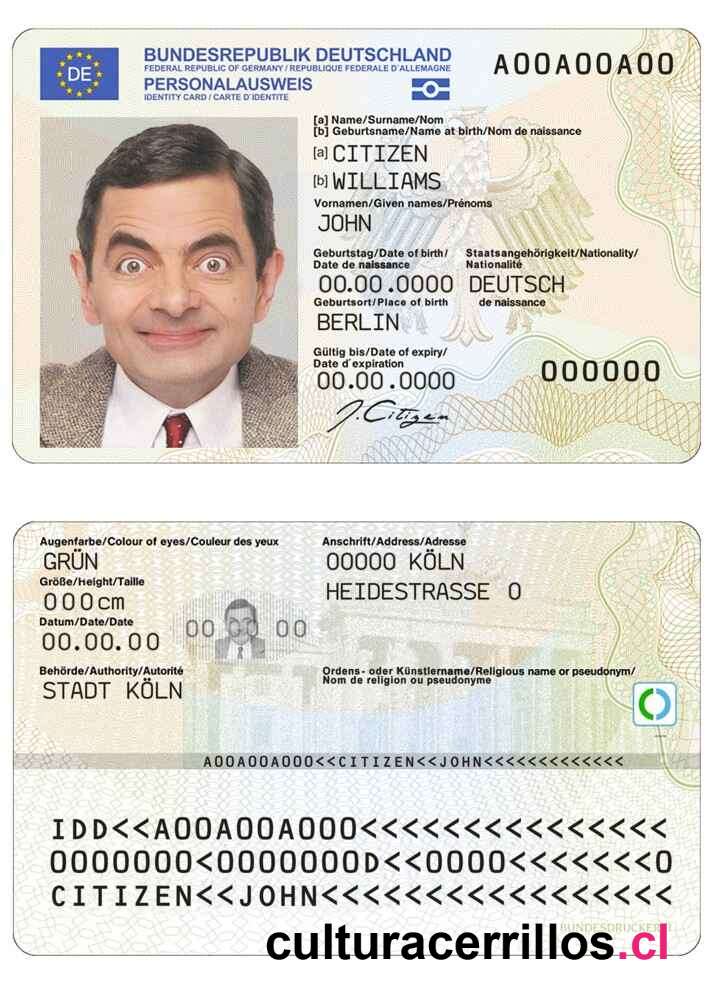 DE
BUNDESREPUBLIK DEUTSCHLAND
FEDERAL REPUBLIC OF GERMANY / REPUBLIQUE FEDERALE D'ALLEMAGNE
PERSONALAUSWEIS
IDENTITY CARD / CARTE D'IDENTITE
A00A00A00
[a] Name/Surname/Nom
[b] Geburtsname/Name at birth/Nom de naissance
[a] CITIZEN
[b] WILLIAMS
Vornamen/Given names/Prénoms
JOHN
Geburtstag/Date of birth/
Date de naissance
Staatsangehörigkeit/Nationality/
Nationalité
00.00.0000 DEUTSCH
Geburtsort/Place of birth
de naissance
BERLIN
Gültig bis/Date of expiry/
Date d'expiration
00.00.0000
000000
J. Citizen
Augenfarbe/Colour of eyes/Couleur des yeux
GRÜN
Größe/Height/Taille
000cm
Datum/Date/Date
00.00.00
00 00 00
Behörde/Authority/Autorité
STADT KÖLN
Anschrift/Address/Adresse
00000 KÖLN
HEIDESTRASSE 0
Ordens- oder Künstlername/Religious name or pseudonym/
Nom de religion ou pseudonyme
A00A00A000<<CITIZEN<<JOHN<<<<<<<<<<<<<
IDD<<A00A00A000<<<<<<<<<<<<<<<
0000000<0000000D<<0000<<<<<<<0
CITIZEN<<JOHN<<<<<<<<<<<<<<<<<
BUNDESDRUCKEREI
culturacerrillos.cl